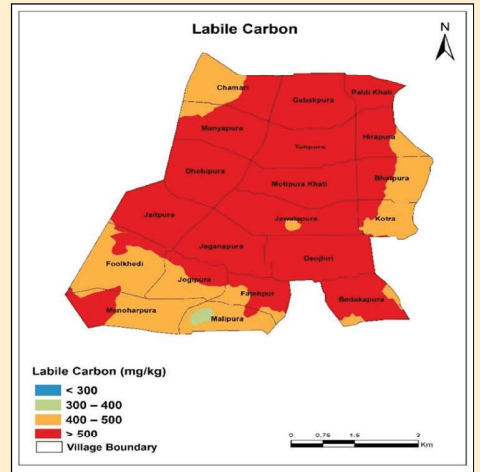 Labile Carbon
N
Chamari
Gabakpura
Paldi Khati
Manyapura
Hirapura
Tulipura
Dhobipura
Motipura Khati
Bhatpura
Jaitpura
Jawatipura
Kotra
Jaganapura
Deojhiri
Foolkhedi
Jogipura
Fatehpur
Bedakapura
Manoharpura
Malipura
Labile Carbon (mg/kg)
< 300
300 – 400
400 – 500
> 500
Village Boundary
0 0.75 1.5 3
Km